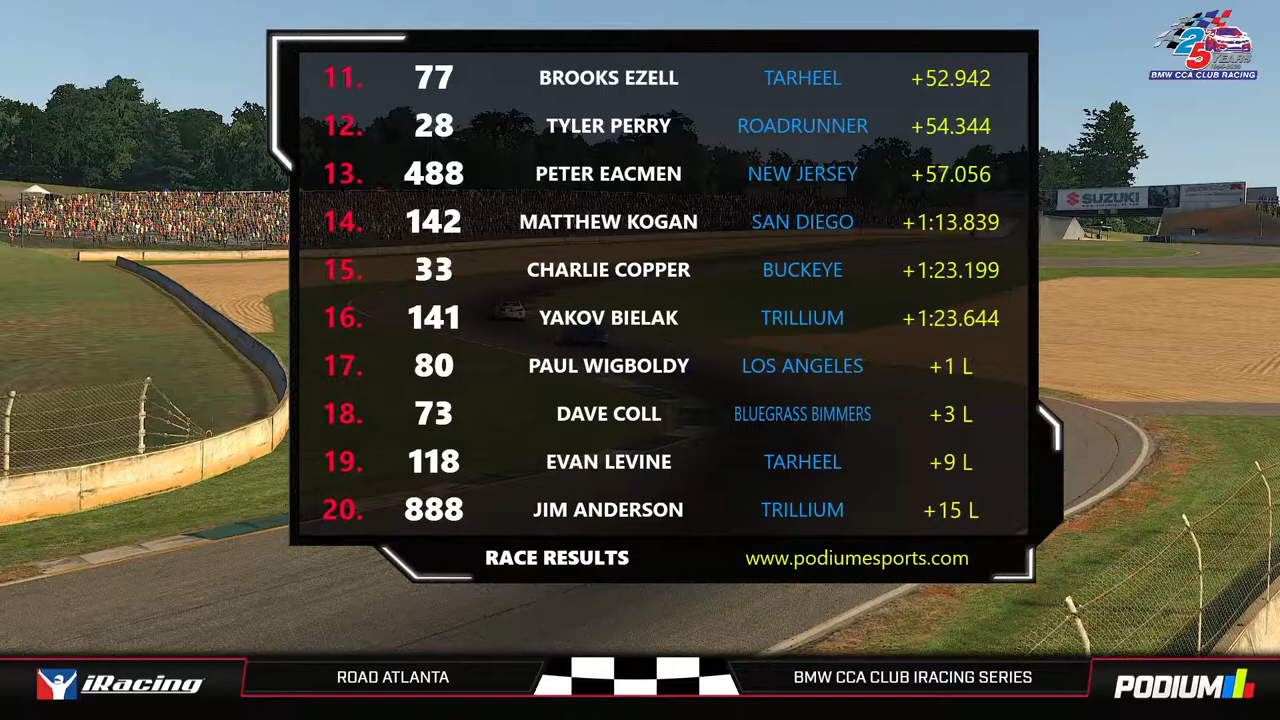 25 YEARS
BMW CCA CLUB RACING
11. 77 BROOKS EZELL TARHEEL +52.942
12. 28 TYLER PERRY ROADRUNNER +54.344
13. 488 PETER EACMEN NEW JERSEY +57.056
14. 142 MATTHEW KOGAN SAN DIEGO +1:13.839
15. 33 CHARLIE COPPER BUCKEYE +1:23.199
16. 141 YAKOV BIELAK TRILLIUM +1:23.644
17. 80 PAUL WIGBOLDY LOS ANGELES +1 L
18. 73 DAVE COLL BLUEGRASS BIMMERS +3 L
19. 118 EVAN LEVINE TARHEEL +9 L
20. 888 JIM ANDERSON TRILLIUM +15 L
SUZUKI
RACE RESULTS www.podiumesports.com
iRacing ROAD ATLANTA BMW CCA CLUB IRACING SERIES PODIUM